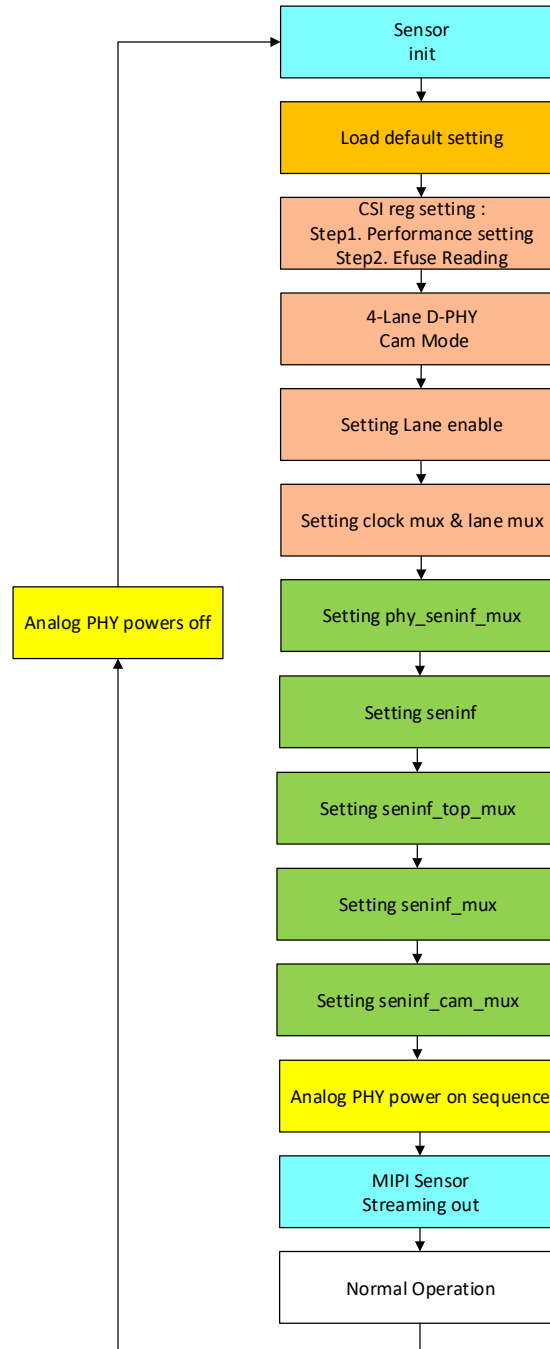 Sensor
init
Load default setting
CSI reg setting :
Step1. Performance setting
Step2. Efuse Reading
4-Lane D-PHY
Cam Mode
Setting Lane enable
Setting clock mux & lane mux
Analog PHY powers off
Setting phy_seninf_mux
Setting seninf
Setting seninf_top_mux
Setting seninf_mux
Setting seninf_cam_mux
Analog PHY power on sequence
MIPI Sensor
Streaming out
Normal Operation